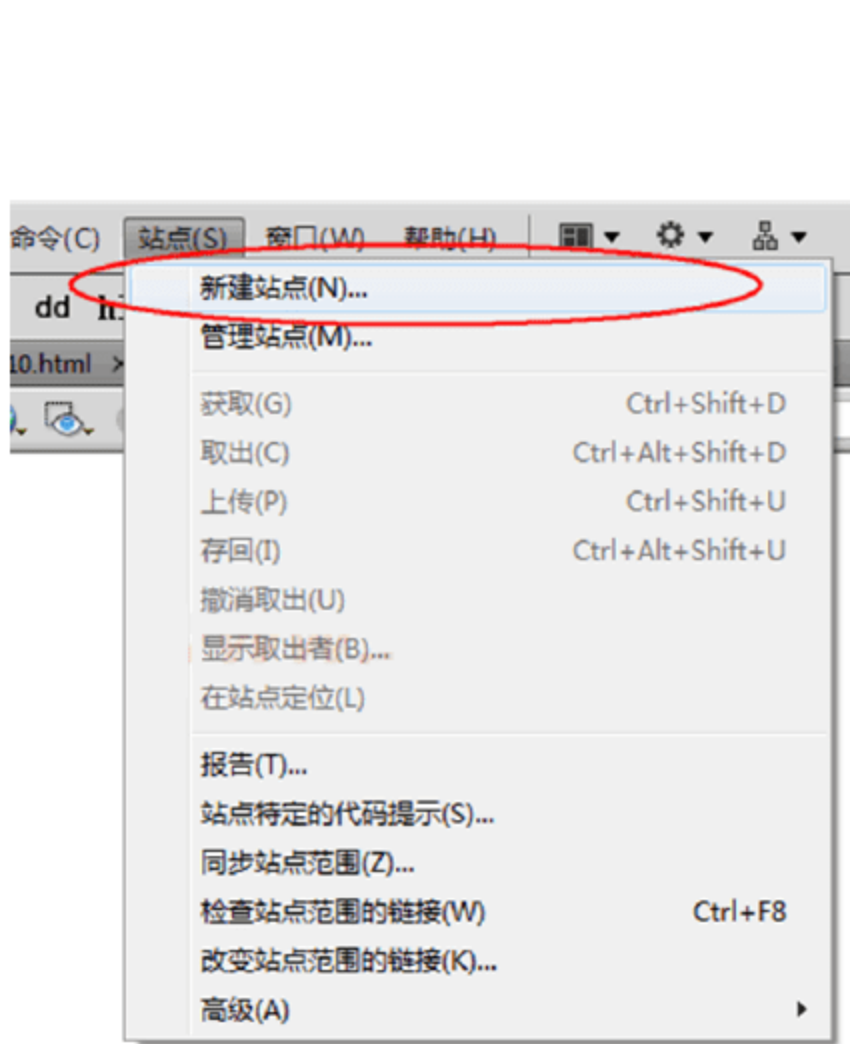 命令(C) 站点(S) 窗口(W) 帮助(H)
新建站点(N)...
dd
管理站点(M)...
10.html ×
获取(G) Ctrl+Shift+D
取出(C) Ctrl+Alt+Shift+D
上传(P) Ctrl+Shift+U
存回(I) Ctrl+Alt+Shift+U
撤消取出(U)
显示取出者(B)...
在站点定位(L)
报告(T)...
站点特定的代码提示(S)...
同步站点范围(Z)...
检查站点范围的链接(W) Ctrl+F8
改变站点范围的链接(K)...
高级(A)